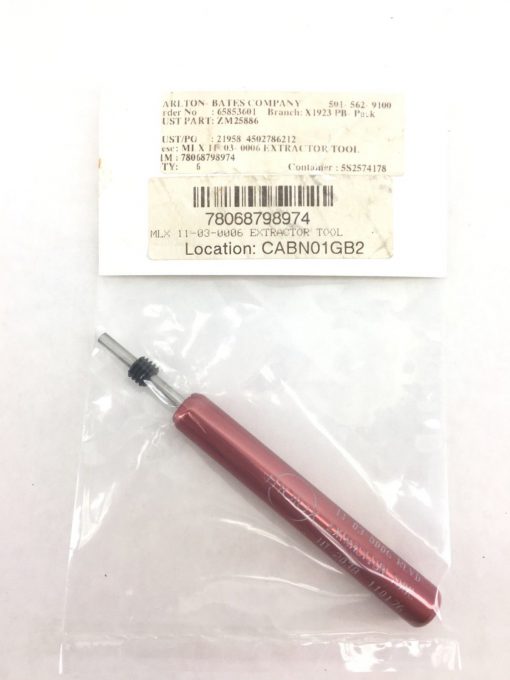 ARLTON BATES COMPANY 501-562-9100
rder No : 65853601 Branch: X1923 PB- Pack
UST PART: ZM25886
UST/PO : 21958 4502786212
esc: MLX 11-03-0006 EXTRACTOR TOOL
IM : 78068798974
TY: 6 Container : 5S2574178
78068798974
MLX 11-03-0006 EXTRACTOR TOOL
Location: CABN01GB2